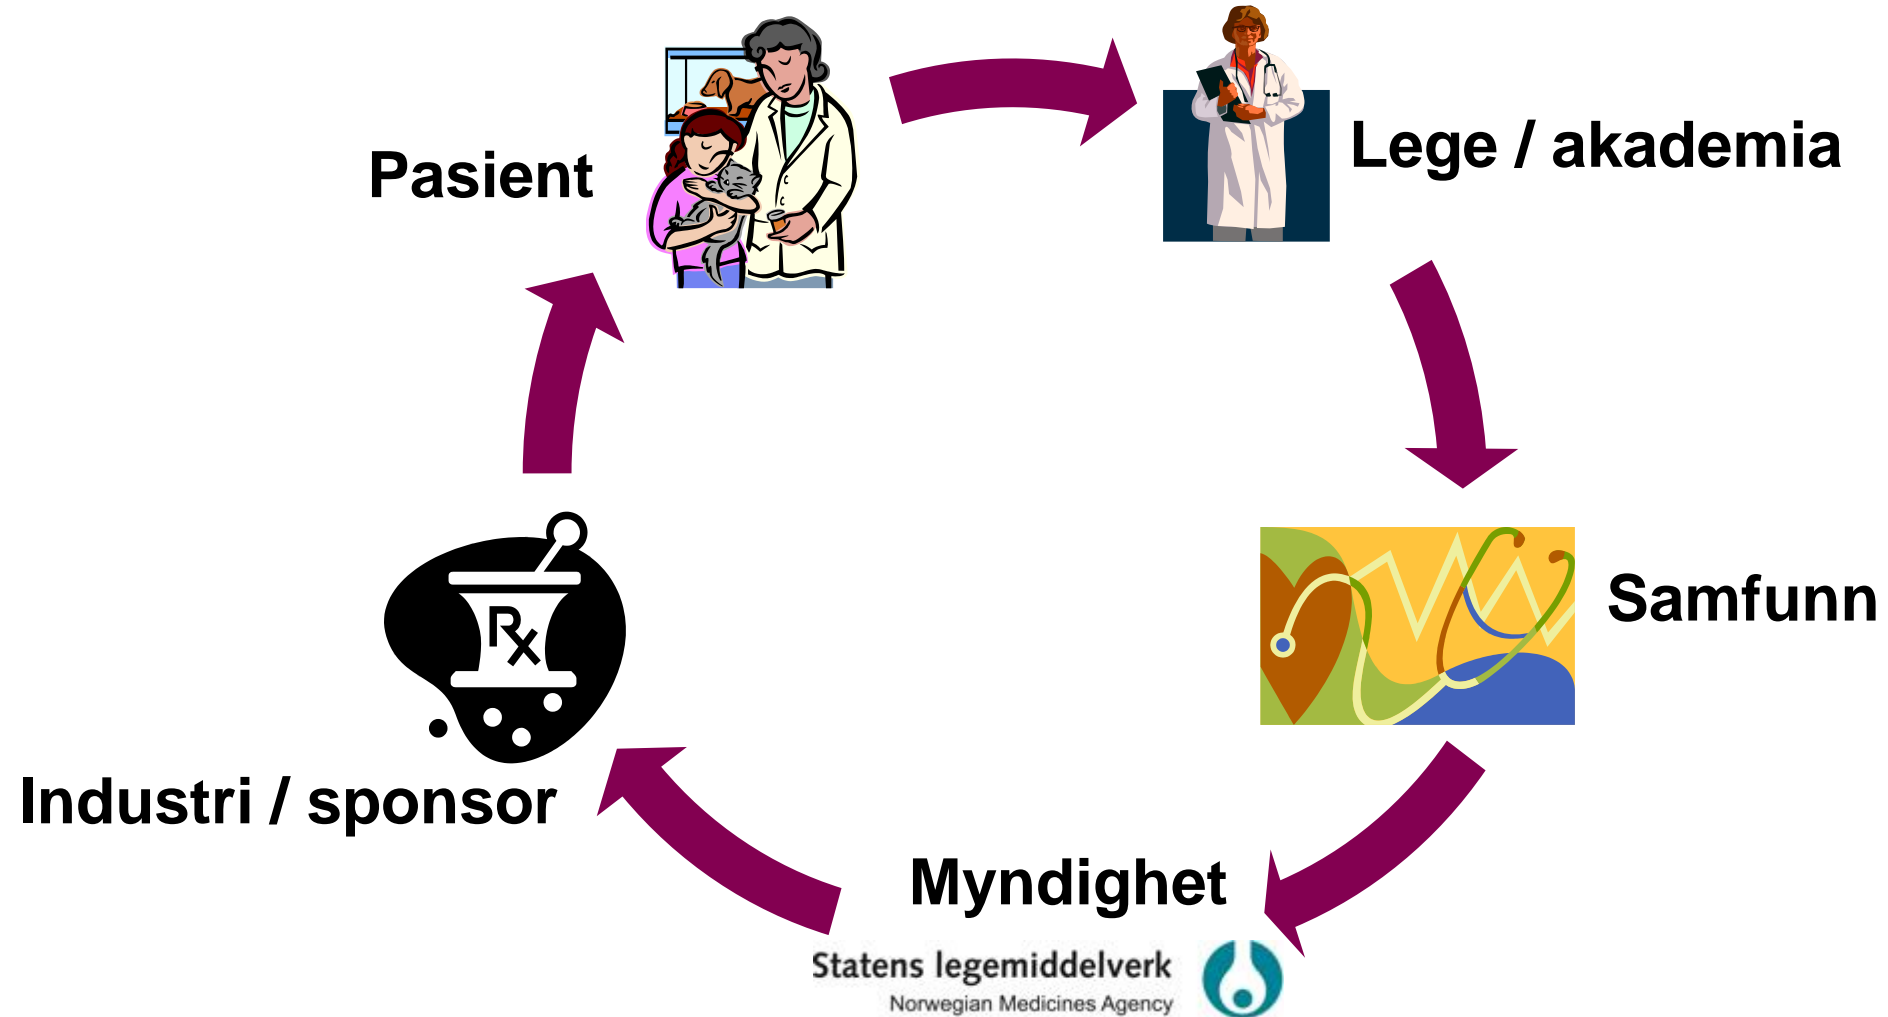 Pasient
Lege / akademia
Samfunn
Rx
Industri / sponsor
Myndighet
Statens legemiddelverk
Norwegian Medicines Agency